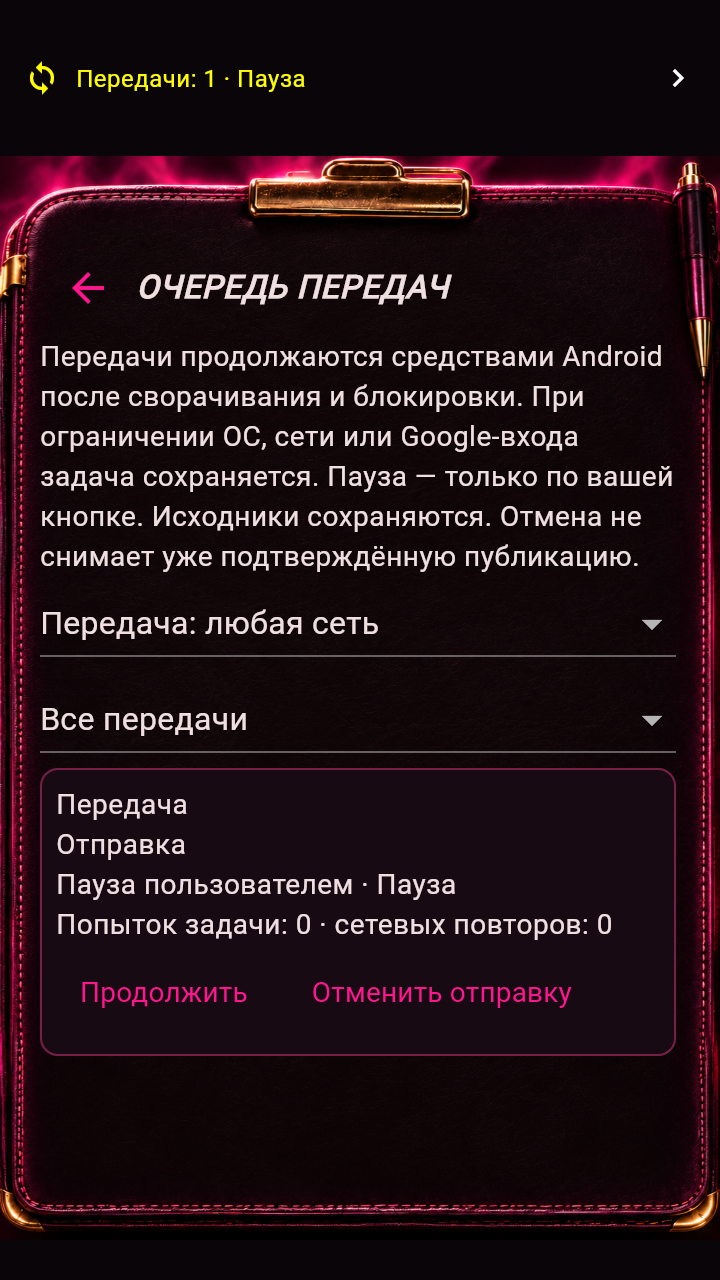 Передачи: 1 · Пауза
ОЧЕРЕДЬ ПЕРЕДАЧ
Передачи продолжаются средствами Android
после сворачивания и блокировки. При
ограничении ОС, сети или Google-входа
задача сохраняется. Пауза — только по вашей
кнопке. Исходники сохраняются. Отмена не
снимает уже подтверждённую публикацию.
Передача: любая сеть
Все передачи
Передача
Отправка
Пауза пользователем · Пауза
Попыток задачи: 0 · сетевых повторов: 0
Продолжить Отменить отправку